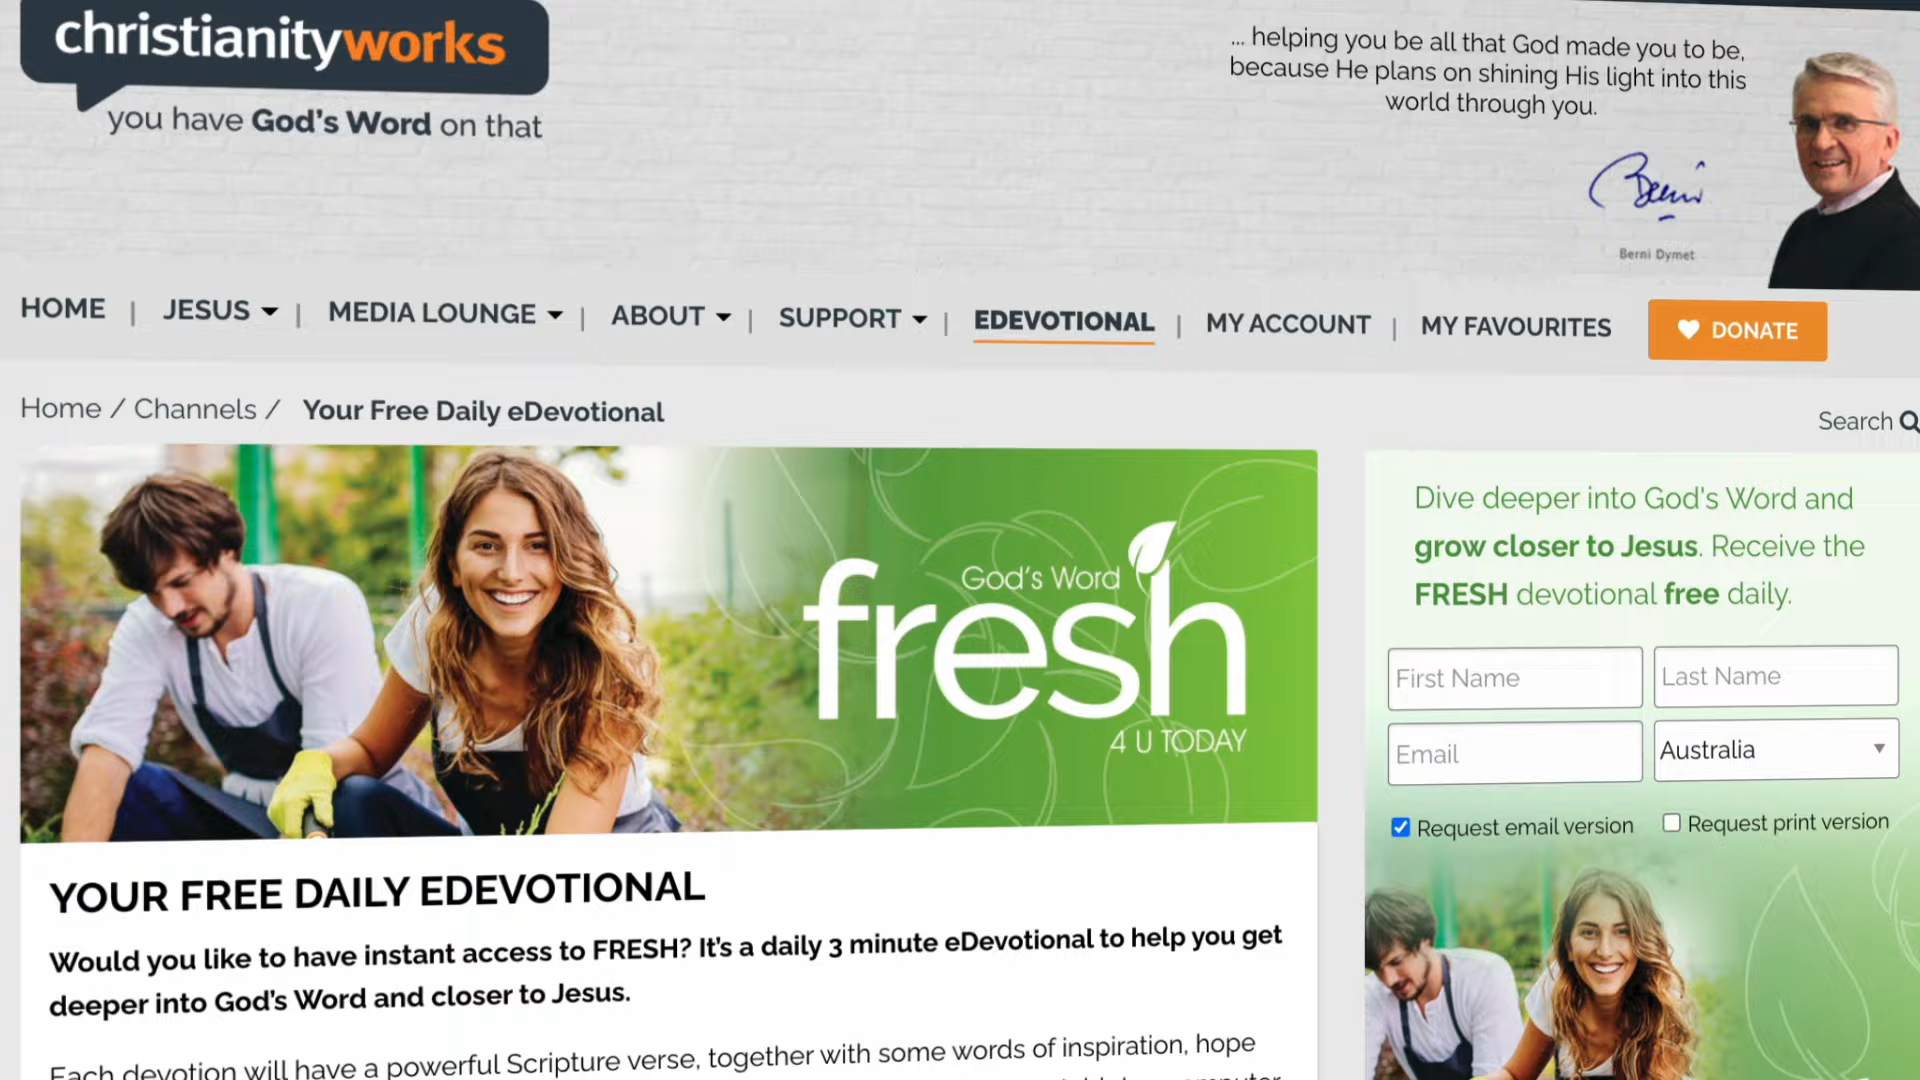 christianityworks
you have God's Word on that
... helping you be all that God made you to be,
because He plans on shining His light into this
world through you.
Berni
Berni Dymet
HOME | JESUS | MEDIA LOUNGE | ABOUT | SUPPORT | EDEVOTIONAL | MY ACCOUNT | MY FAVOURITES DONATE
Home / Channels / Your Free Daily eDevotional
Search
God's Word
fresh
4 U TODAY
YOUR FREE DAILY EDEVOTIONAL
Would you like to have instant access to FRESH? It's a daily 3 minute eDevotional to help you get
deeper into God's Word and closer to Jesus.
Each devotion will have a powerful Scripture verse, together with some words of inspiration, hope
Dive deeper into God's Word and
grow closer to Jesus. Receive the
FRESH devotional free daily.
First Name Last Name
Email Australia
Request email version Request print version